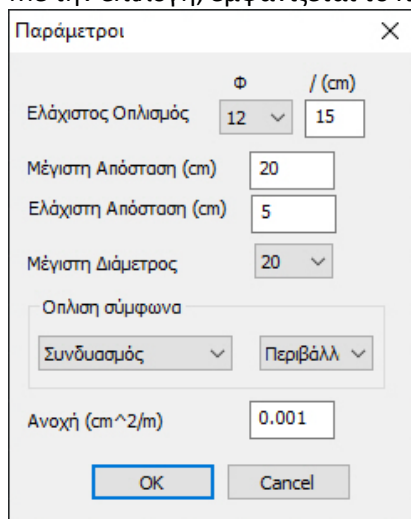 Παράμετροι
Φ / (cm)
Ελάχιστος Οπλισμός 12 15
Μέγιστη Απόσταση (cm) 20
Ελάχιστη Απόσταση (cm) 5
Μέγιστη Διάμετρος 20
Οπλιση σύμφωνα
Συνδυασμός Περιβάλλ
Ανοχή (cm^2/m) 0.001
OK Cancel